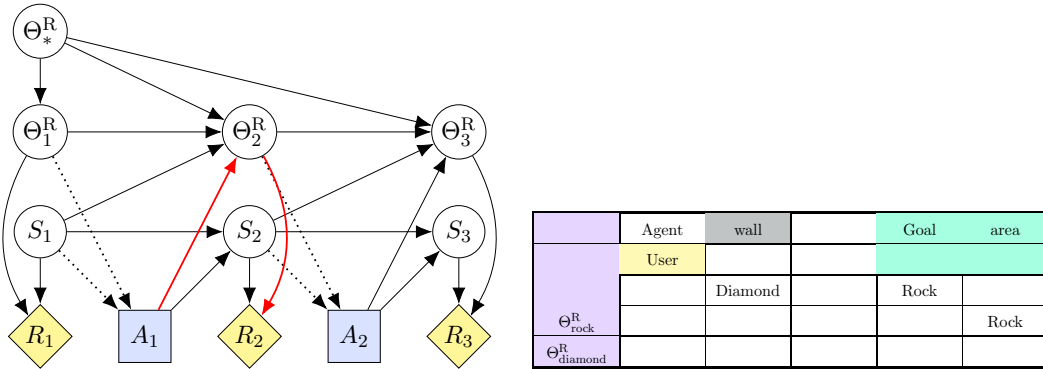 Θ^R_*
Θ^R_1 Θ^R_2 Θ^R_3
S_1 S_2 S_3
R_1 A_1 R_2 A_2 R_3
Agent wall Goal area
User
Diamond Rock
Θ^R_rock Rock
Θ^R_diamond